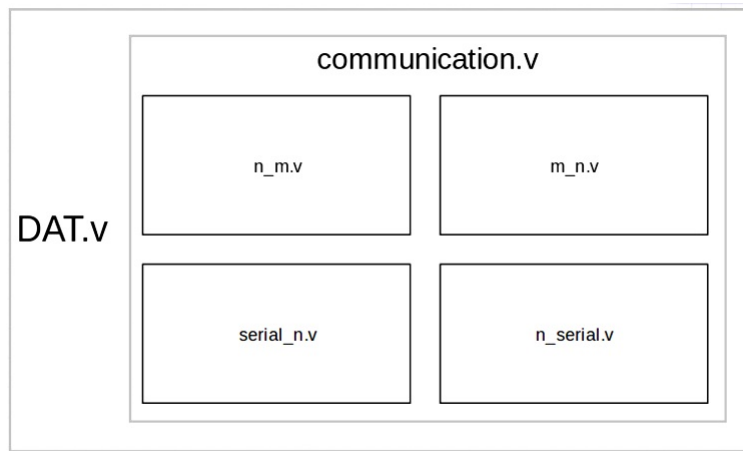 communication.v
n_m.v
m_n.v
DAT.v
serial_n.v
n_serial.v